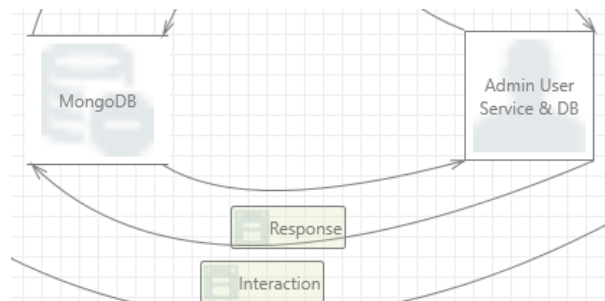 MongoDB
Admin User
Service & DB
Response
Interaction